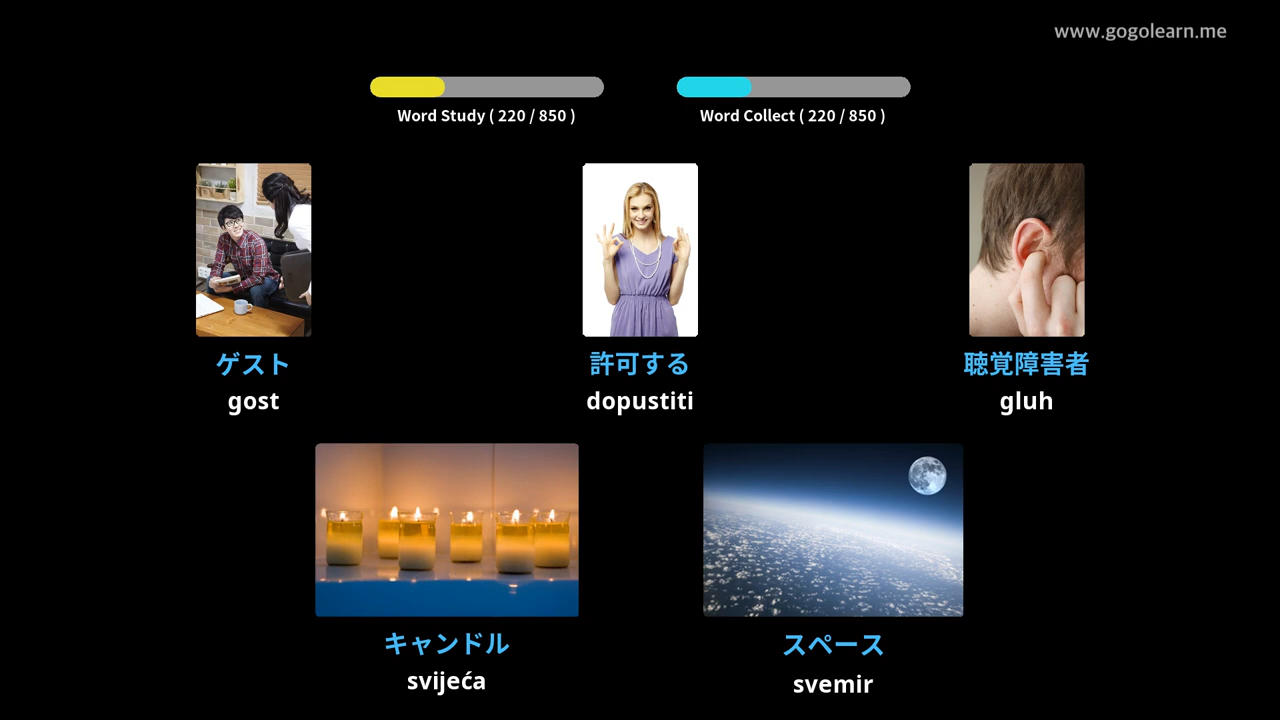 www.gogolearn.me
Word Study ( 220 / 850 )
Word Collect ( 220 / 850 )
ゲスト
gost
許可する
dopustiti
聴覚障害者
gluh
キャンドル
svijeća
スペース
svemir